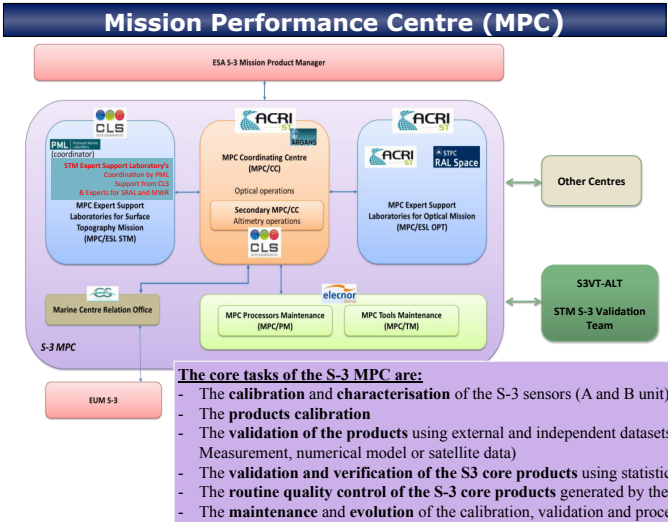 Mission Performance Centre (MPC)
ESA S-3 Mission Product Manager
CLS
PML Plymouth Marine Laboratory
(coordinator)
STM Expert Support Laboratory's
Coordination by PML
Support from CLS
& Experts for SRAL and MWR
MPC Expert Support
Laboratories for Surface
Topography Mission
(MPC/ESL STM)
ACRI
ST
ARGANS
MPC Coordinating Centre
(MPC/CC)
Optical operations
Secondary MPC/CC
Altimetry operations
CLS
ACRI
ST
ACRI
ST
STFC
RAL Space
MPC Expert Support
Laboratories for Optical Mission
(MPC/ESL OPT)
Other Centres
S3VT-ALT
STM S-3 Validation
Team
Marine Centre Relation Office
elecnor
MPC Processors Maintenance
(MPC/PM)
MPC Tools Maintenance
(MPC/TM)
S-3 MPC
EUM S-3
The core tasks of the S-3 MPC are:
- The calibration and characterisation of the S-3 sensors (A and B unit)
- The products calibration
- The validation of the products using external and independent datasets
Measurement, numerical model or satellite data)
- The validation and verification of the S3 core products using statistic
- The routine quality control of the S-3 core products generated by the
- The maintenance and evolution of the calibration, validation and proce